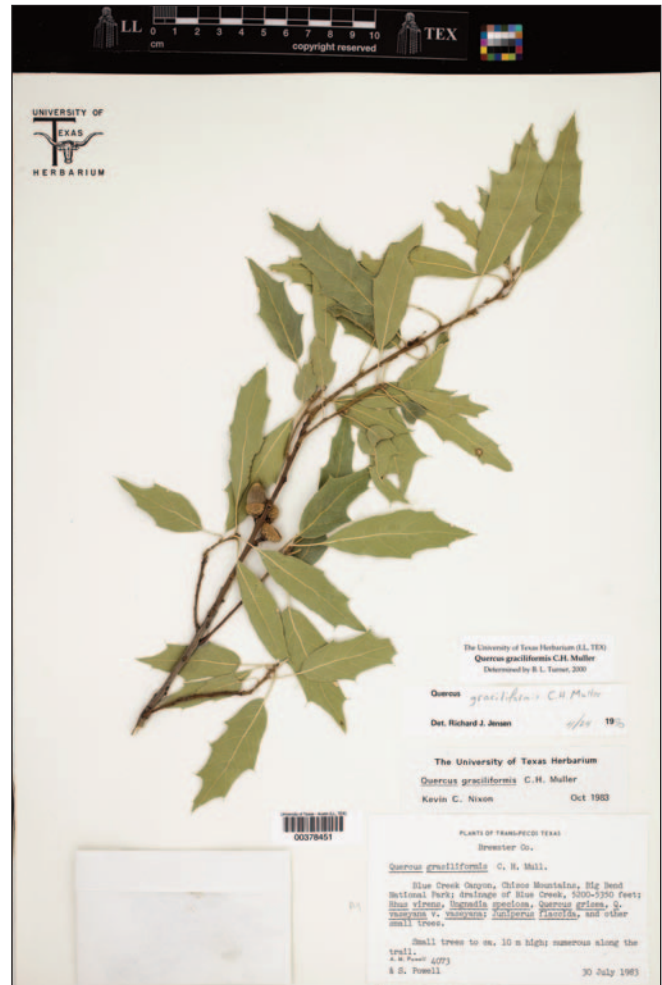 LL
0 1 2 3 4 5 6 7 8 9 10
cm
copyright reserved
TEX
UNIVERSITY OF
TEXAS
HERBARIUM
The University of Texas Herbarium (LL, TEX)
Quercus graciliformis C.H. Muller
Determined by B. L. Turner, 2000
Quercus graciliformis C.H. Muller
Det. Richard J. Jensen 19
The University of Texas Herbarium
Quercus graciliformis C.H. Muller
Kevin C. Nixon Oct 1983
00378451
PLANTS OF TRANS-PECOS TEXAS
Brewster Co.
Quercus graciliformis C. H. Mull.
Blue Creek Canyon, Chisos Mountains, Big Bend
National Park; drainage of Blue Creek, 5200-5350 feet;
Rhus virens, Ungnadia speciosa, Quercus grisea, Q.
vaseyana v. vaseyana; Juniperus flaccida, and other
small trees.
Small trees to ca. 10 m high; numerous along the
trail.
A. M. Powell 4073
& S. Powell 30 July 1983